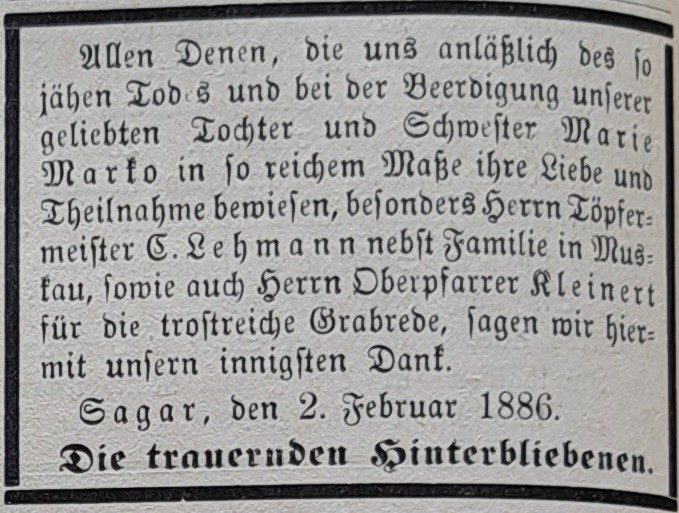 Allen Denen, die uns anläßlich des so
jähen Todes und bei der Beerdigung unserer
geliebten Tochter und Schwester Marie
Marko in so reichem Maße ihre Liebe und
Theilnahme bewiesen, besonders Herrn Töpfer-
meister C. Lehmann nebst Familie in Mus-
kau, sowie auch Herrn Oberpfarrer Kleinert
für die trostreiche Grabrede, sagen wir hier-
mit unsern innigsten Dank.
Sagar, den 2. Februar 1886.
Die trauernden Hinterbliebenen.